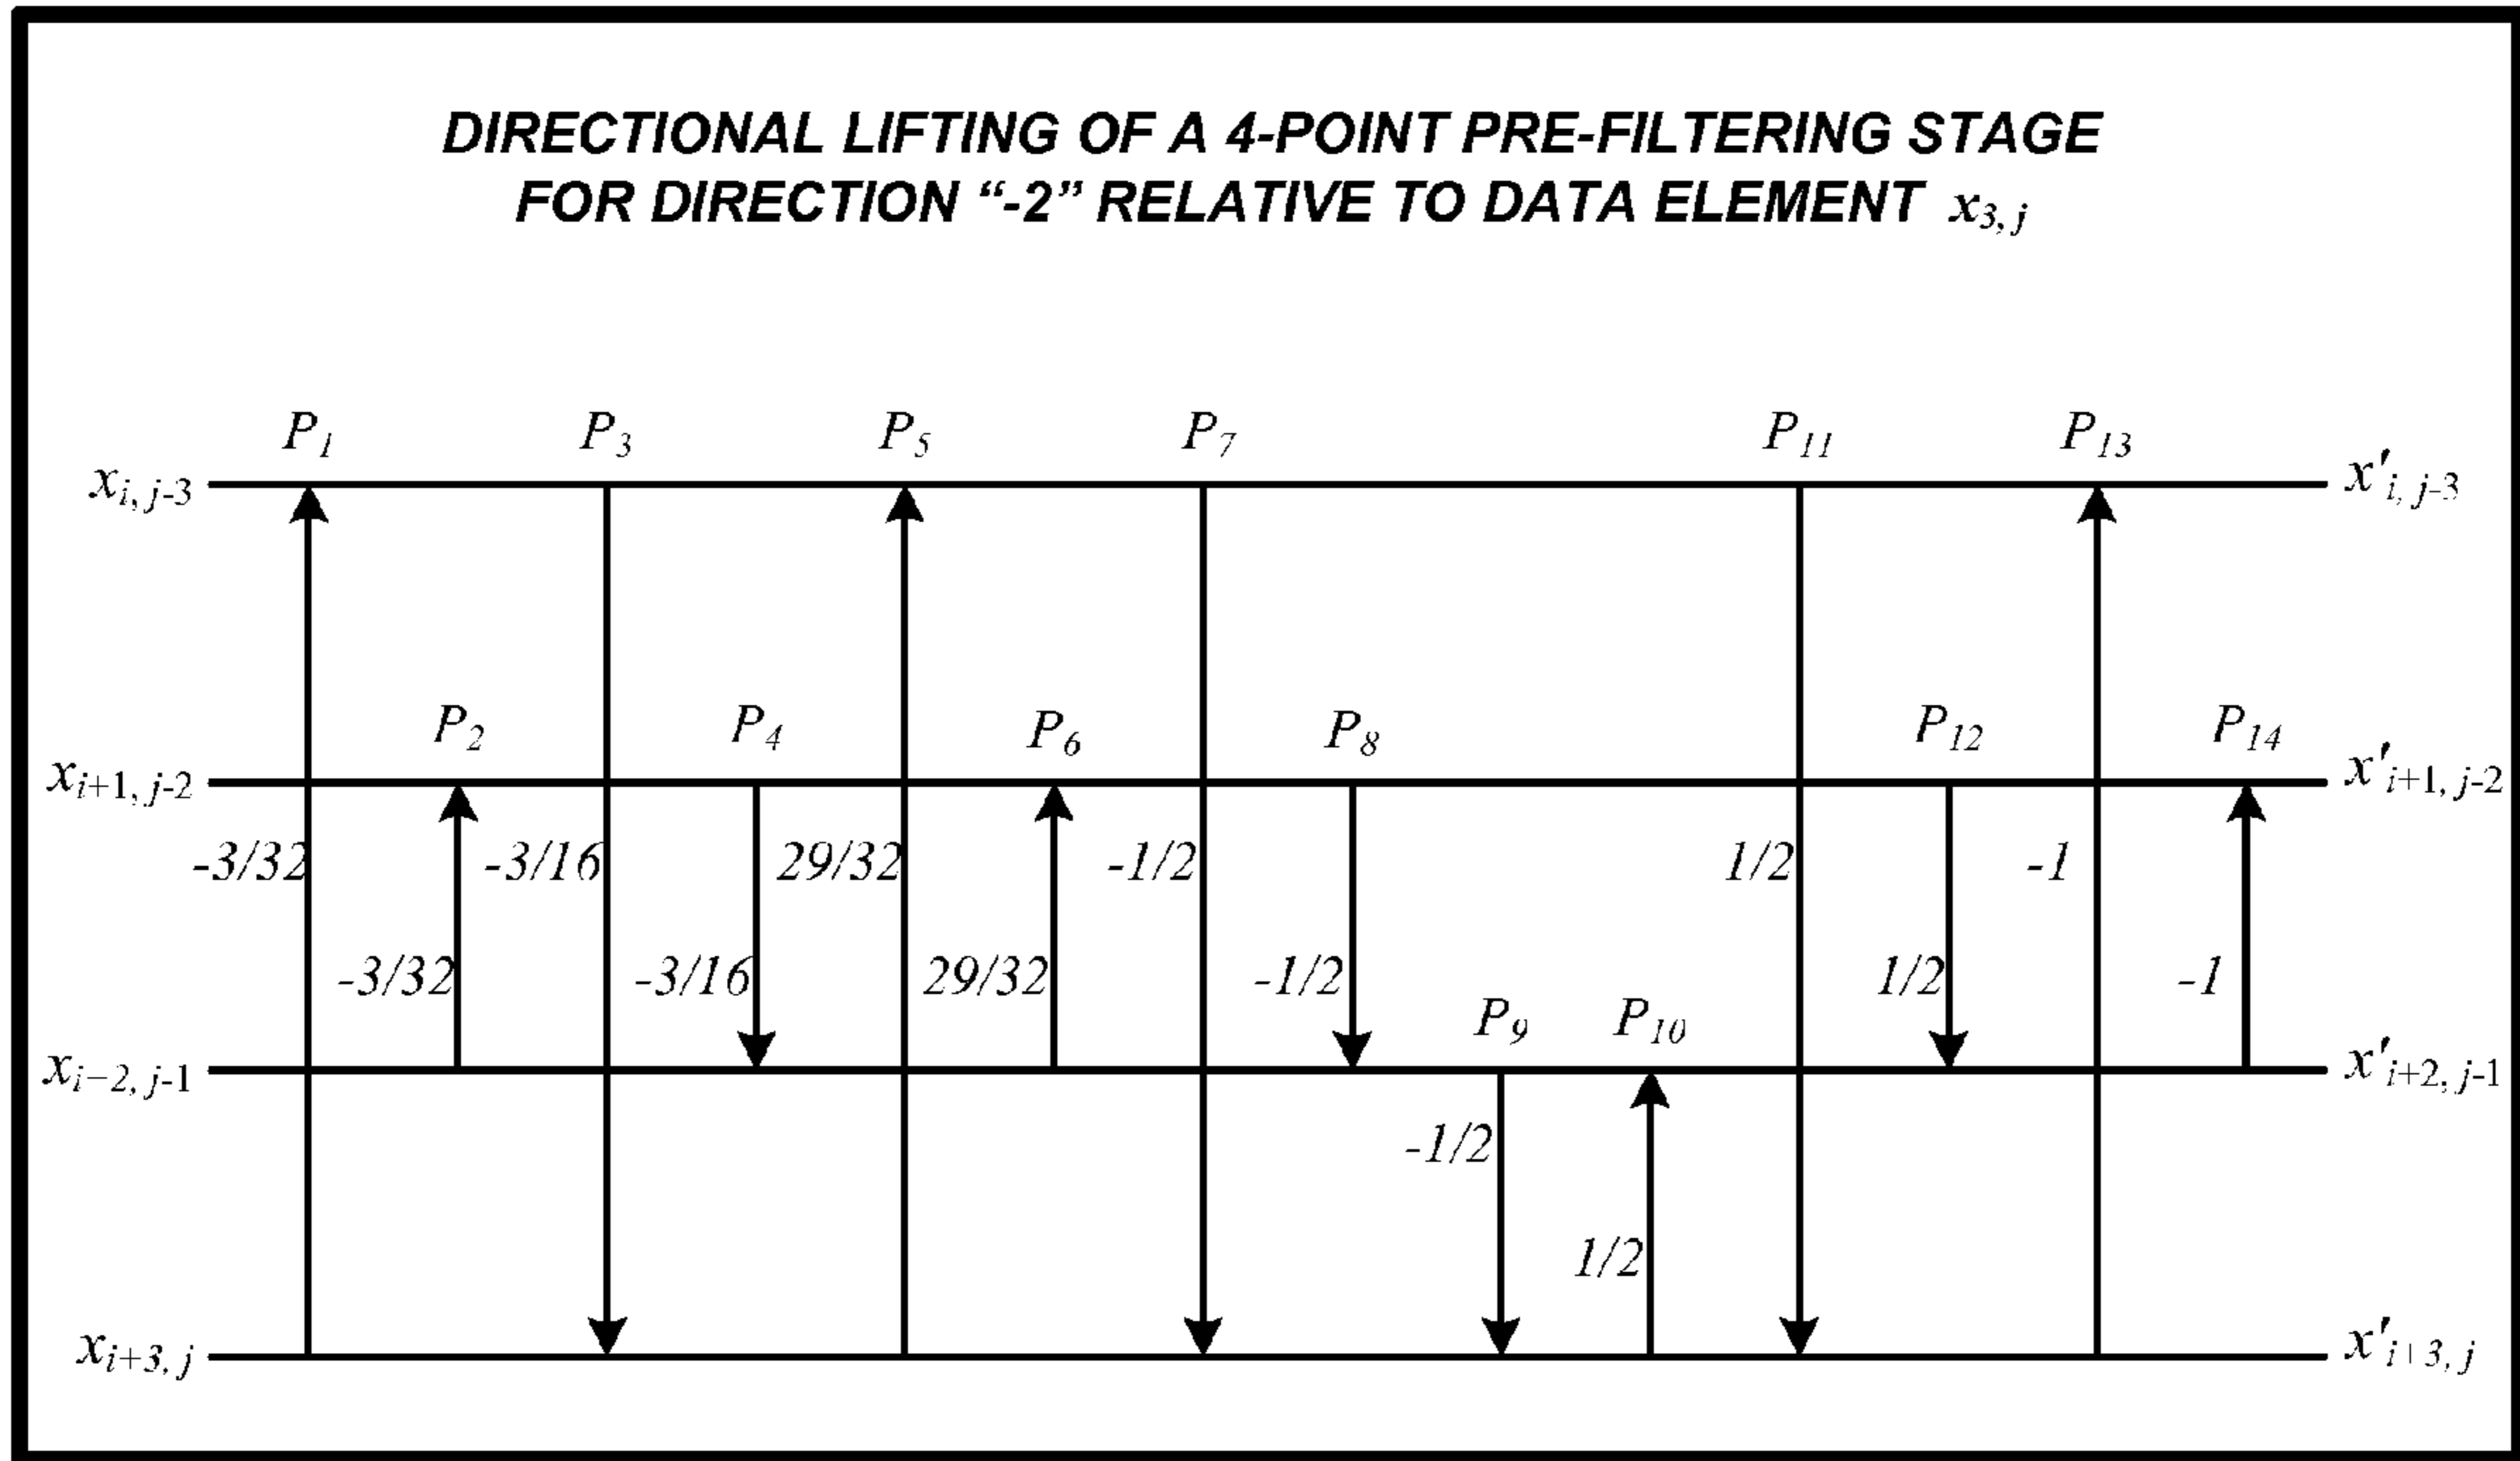 DIRECTIONAL LIFTING OF A 4-POINT PRE-FILTERING STAGE
FOR DIRECTION “-2” RELATIVE TO DATA ELEMENT x3, j
P1 P3 P5 P7 P11 P13
xi, j-3 x'i, j-3
P2 P4 P6 P8 P12 P14
xi+1, j-2 x'i+1, j-2
-3/32 -3/16 29/32 -1/2 1/2 -1
-3/32 -3/16 29/32 -1/2 1/2 -1
P9 P10
xi−2, j-1 x'i+2, j-1
-1/2
1/2
xi+3, j x'i+3, j